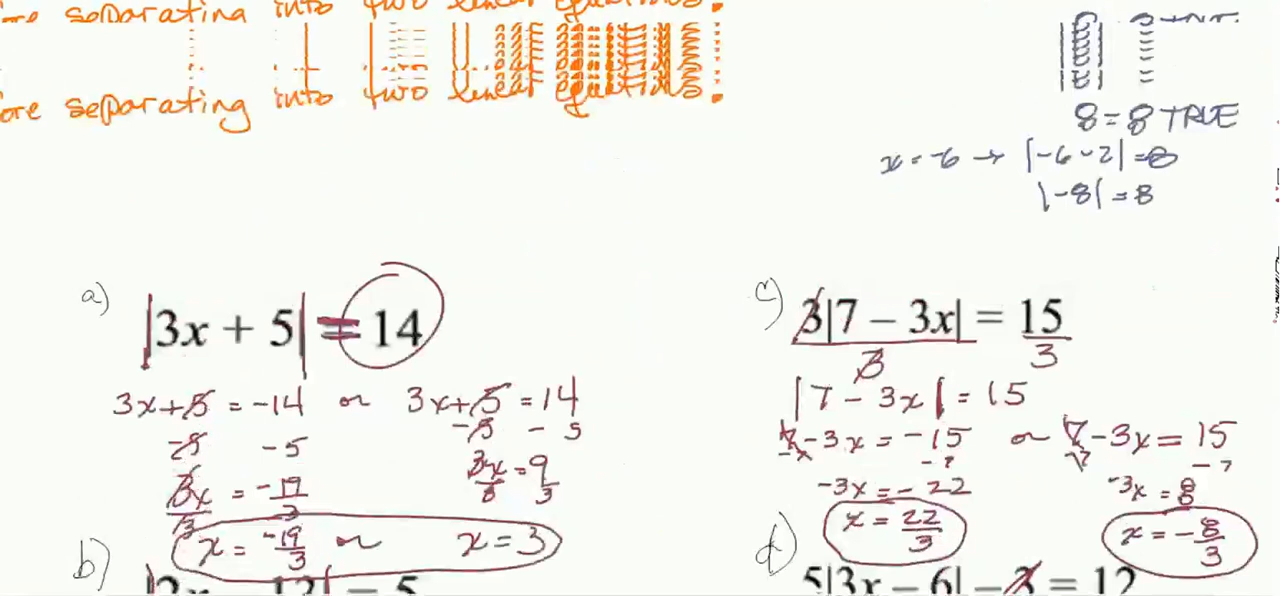 ore separating into two linear equations:
ore separating into two linear equations:
8 = 8 TRUE
x = -6 → |-6-2| = 8
|-8| = 8
a) |3x + 5| = 14
3x+5 = -14 or 3x+5 = 14
-5 -5 -5 -5
3x = -19 3x = 9
3 3 3 3
x = -19/3 or x = 3
b)
c) 3|7 − 3x| = 15
3 3
|7 - 3x| = 15
7-3x = -15 or 7-3x = 15
-7 -7 -7 -7
-3x = -22 -3x = 8
x = 22/3 x = -8/3
d) 5|3x − 6| − 3 = 12